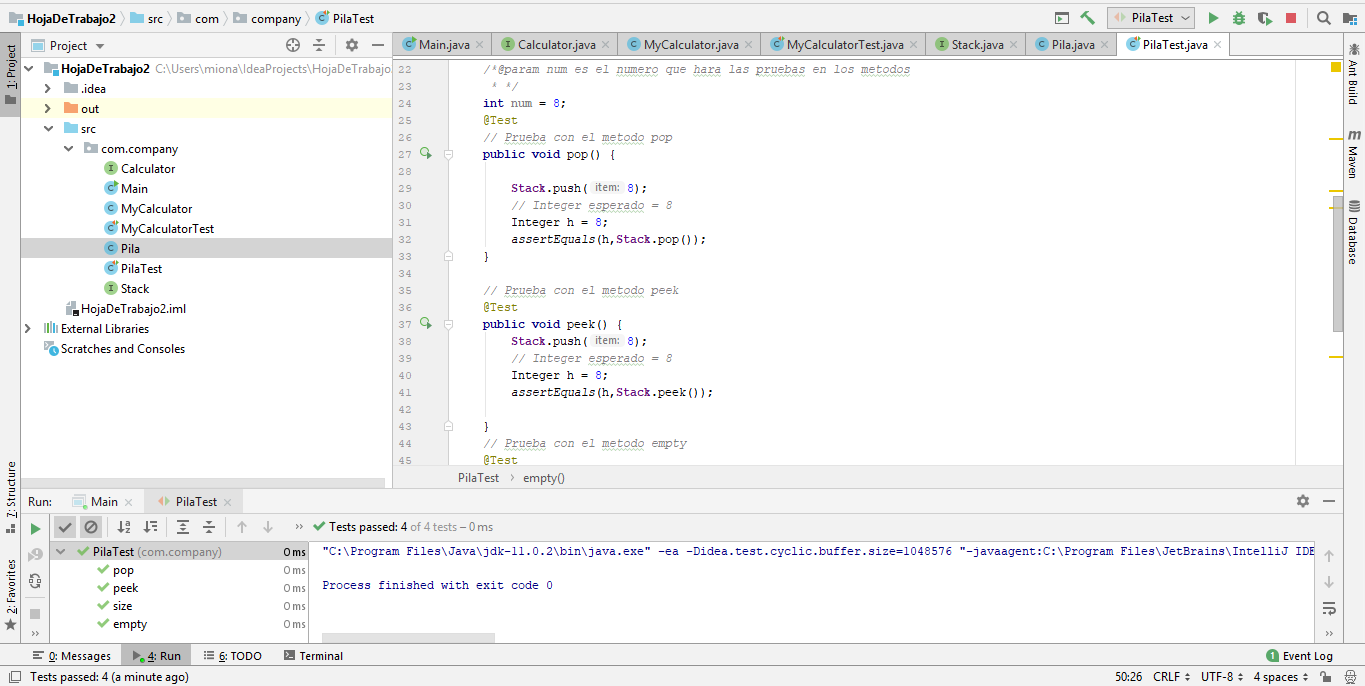 HojaDeTrabajo2 src com company PilaTest PilaTest
1: Project
Project
Main.java Calculator.java MyCalculator.java MyCalculatorTest.java Stack.java Pila.java PilaTest.java
HojaDeTrabajo2 C:\Users\miona\IdeaProjects\HojaDeTrabajo
.idea
out
src
com.company
Calculator
Main
MyCalculator
MyCalculatorTest
Pila
PilaTest
Stack
HojaDeTrabajo2.iml
External Libraries
Scratches and Consoles
22 /*@param num es el numero que hara las pruebas en los metodos
23 * */
24 int num = 8;
25 @Test
26 // Prueba con el metodo pop
27 public void pop() {
28
29 Stack.push( item: 8);
30 // Integer esperado = 8
31 Integer h = 8;
32 assertEquals(h,Stack.pop());
33 }
34
35 // Prueba con el metodo peek
36 @Test
37 public void peek() {
38 Stack.push( item: 8);
39 // Integer esperado = 8
40 Integer h = 8;
41 assertEquals(h,Stack.peek());
42
43 }
44 // Prueba con el metodo empty
45 @Test
PilaTest empty()
Ant Build
m Maven
Database
7: Structure
2: Favorites
Run: Main PilaTest
Tests passed: 4 of 4 tests – 0 ms
PilaTest (com.company) 0 ms
pop 0 ms
peek 0 ms
size 0 ms
empty 0 ms
"C:\Program Files\Java\jdk-11.0.2\bin\java.exe" -ea -Didea.test.cyclic.buffer.size=1048576 "-javaagent:C:\Program Files\JetBrains\IntelliJ IDE
Process finished with exit code 0
0: Messages 4: Run 6: TODO Terminal 1 Event Log
Tests passed: 4 (a minute ago) 50:26 CRLF UTF-8 4 spaces